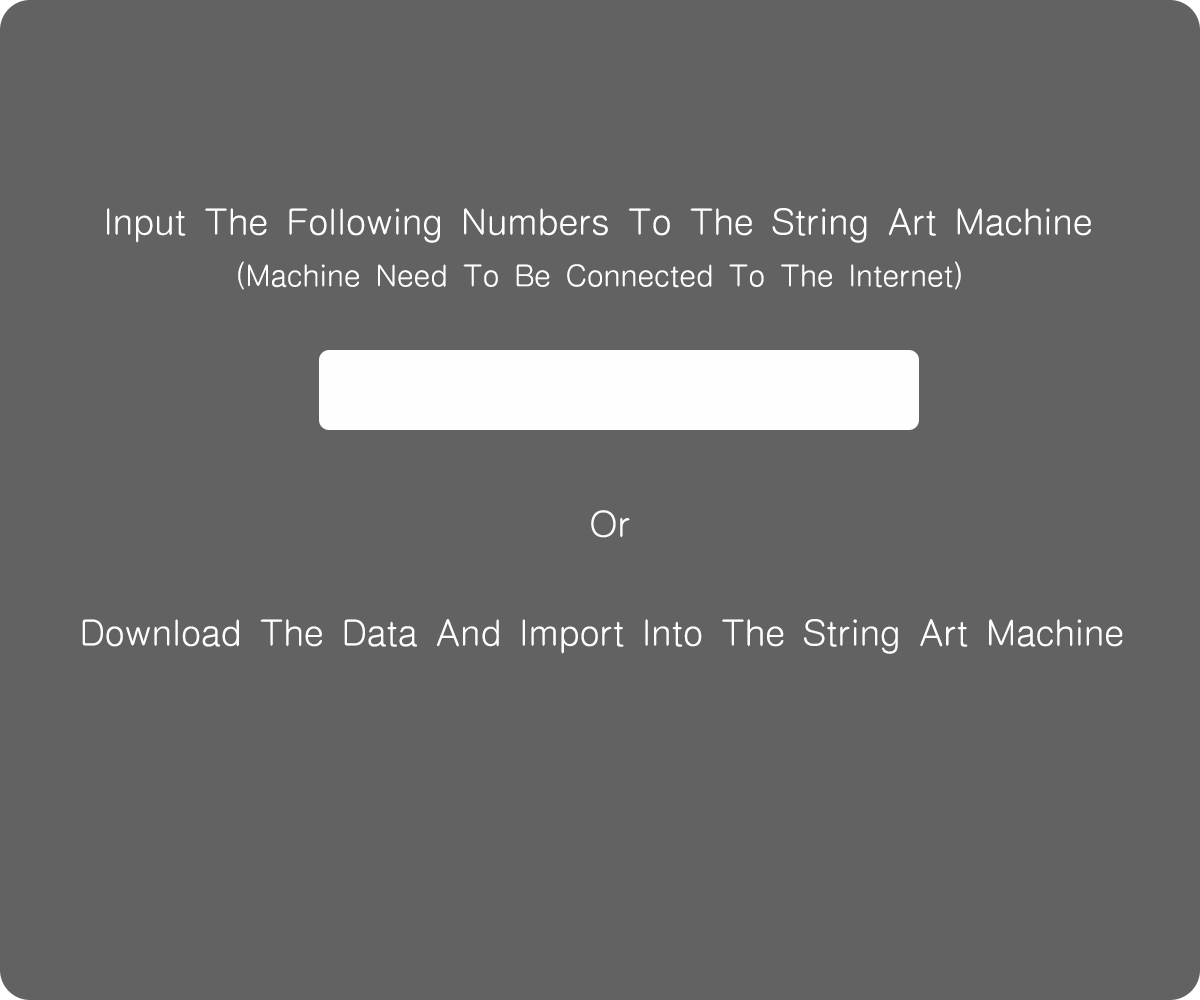 Input The Following Numbers To The String Art Machine
(Machine Need To Be Connected To The Internet)
Or
Download The Data And Import Into The String Art Machine